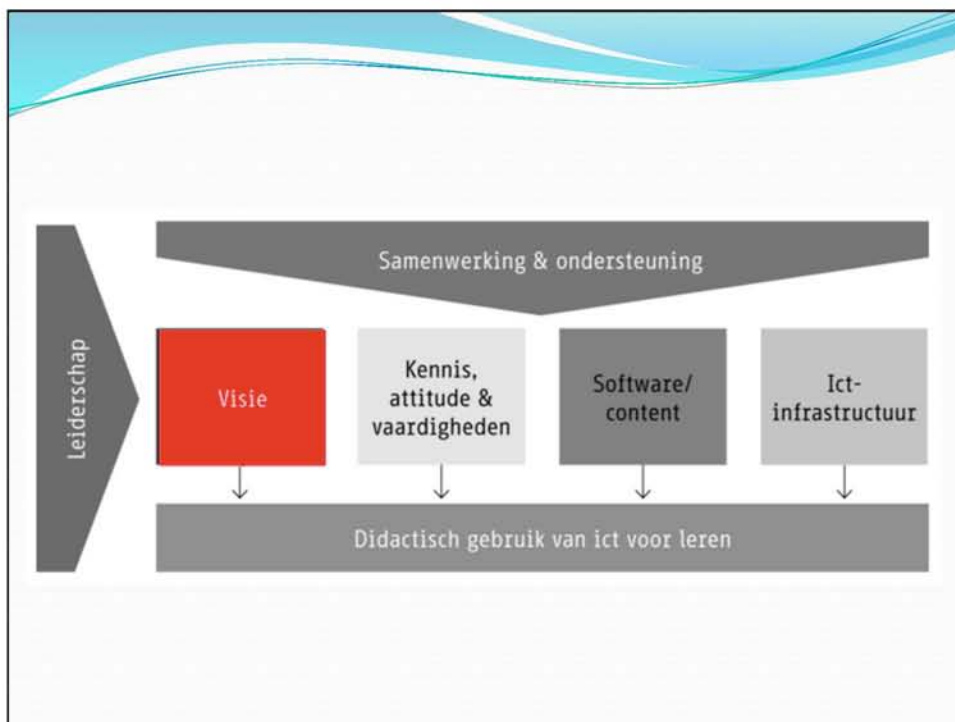 Samenwerking & ondersteuning
Leiderschap
Visie
Kennis,
attitude &
vaardigheden
Software/
content
Ict-
infrastructuur
Didactisch gebruik van ict voor leren